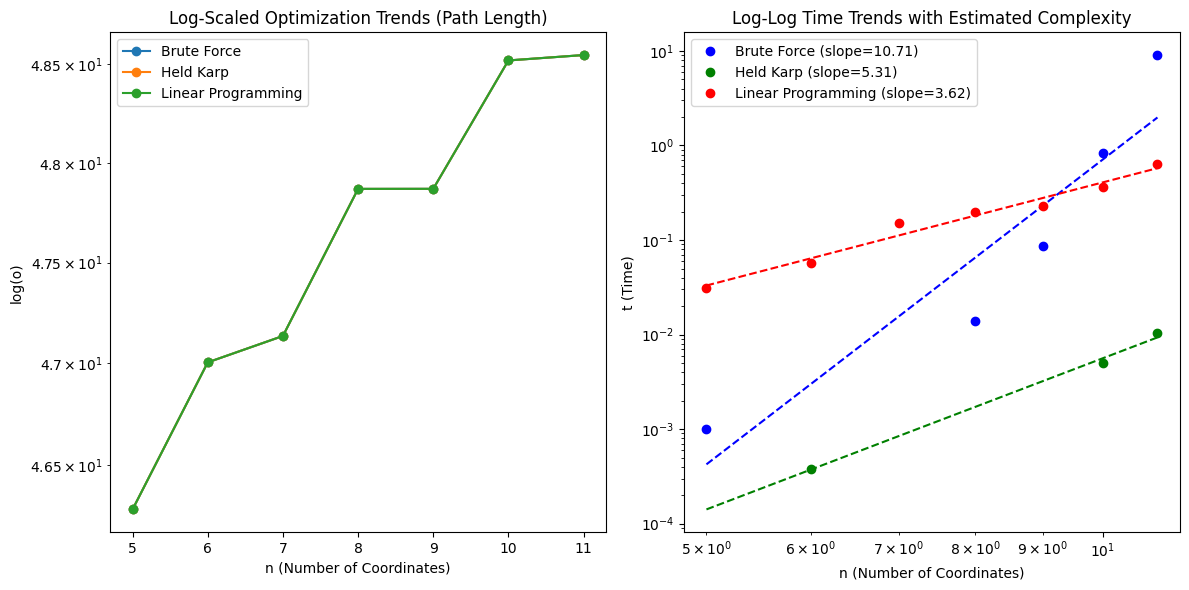 Log-Scaled Optimization Trends (Path Length)
Brute Force
Held Karp
Linear Programming
log(o)
4.85 × 10¹
4.8 × 10¹
4.75 × 10¹
4.7 × 10¹
4.65 × 10¹
5 6 7 8 9 10 11
n (Number of Coordinates)
Log-Log Time Trends with Estimated Complexity
Brute Force (slope=10.71)
Held Karp (slope=5.31)
Linear Programming (slope=3.62)
t (Time)
10¹
10⁰
10⁻¹
10⁻²
10⁻³
10⁻⁴
5 × 10⁰ 6 × 10⁰ 7 × 10⁰ 8 × 10⁰ 9 × 10⁰ 10¹
n (Number of Coordinates)